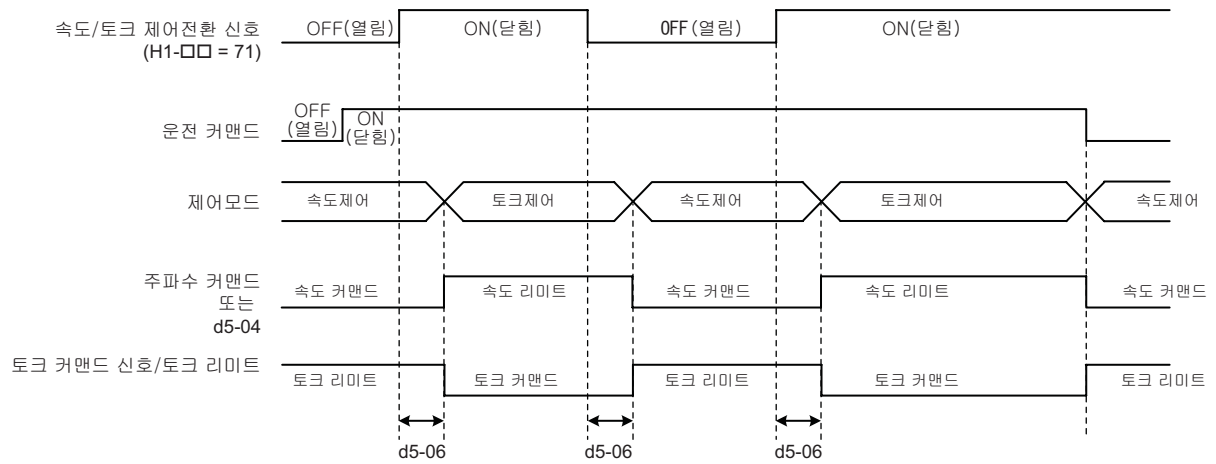 속도/토크 제어전환 신호
(H1-□□ = 71)
OFF(열림)
ON(닫힘)
OFF(열림)
ON(닫힘)
운전 커맨드
OFF
(열림)
ON
(닫힘)
제어모드
속도제어
토크제어
속도제어
토크제어
속도제어
주파수 커맨드
또는
d5-04
속도 커맨드
속도 리미트
속도 커맨드
속도 리미트
속도 커맨드
토크 커맨드 신호/토크 리미트
토크 리미트
토크 커맨드
토크 리미트
토크 커맨드
토크 리미트
d5-06
d5-06
d5-06